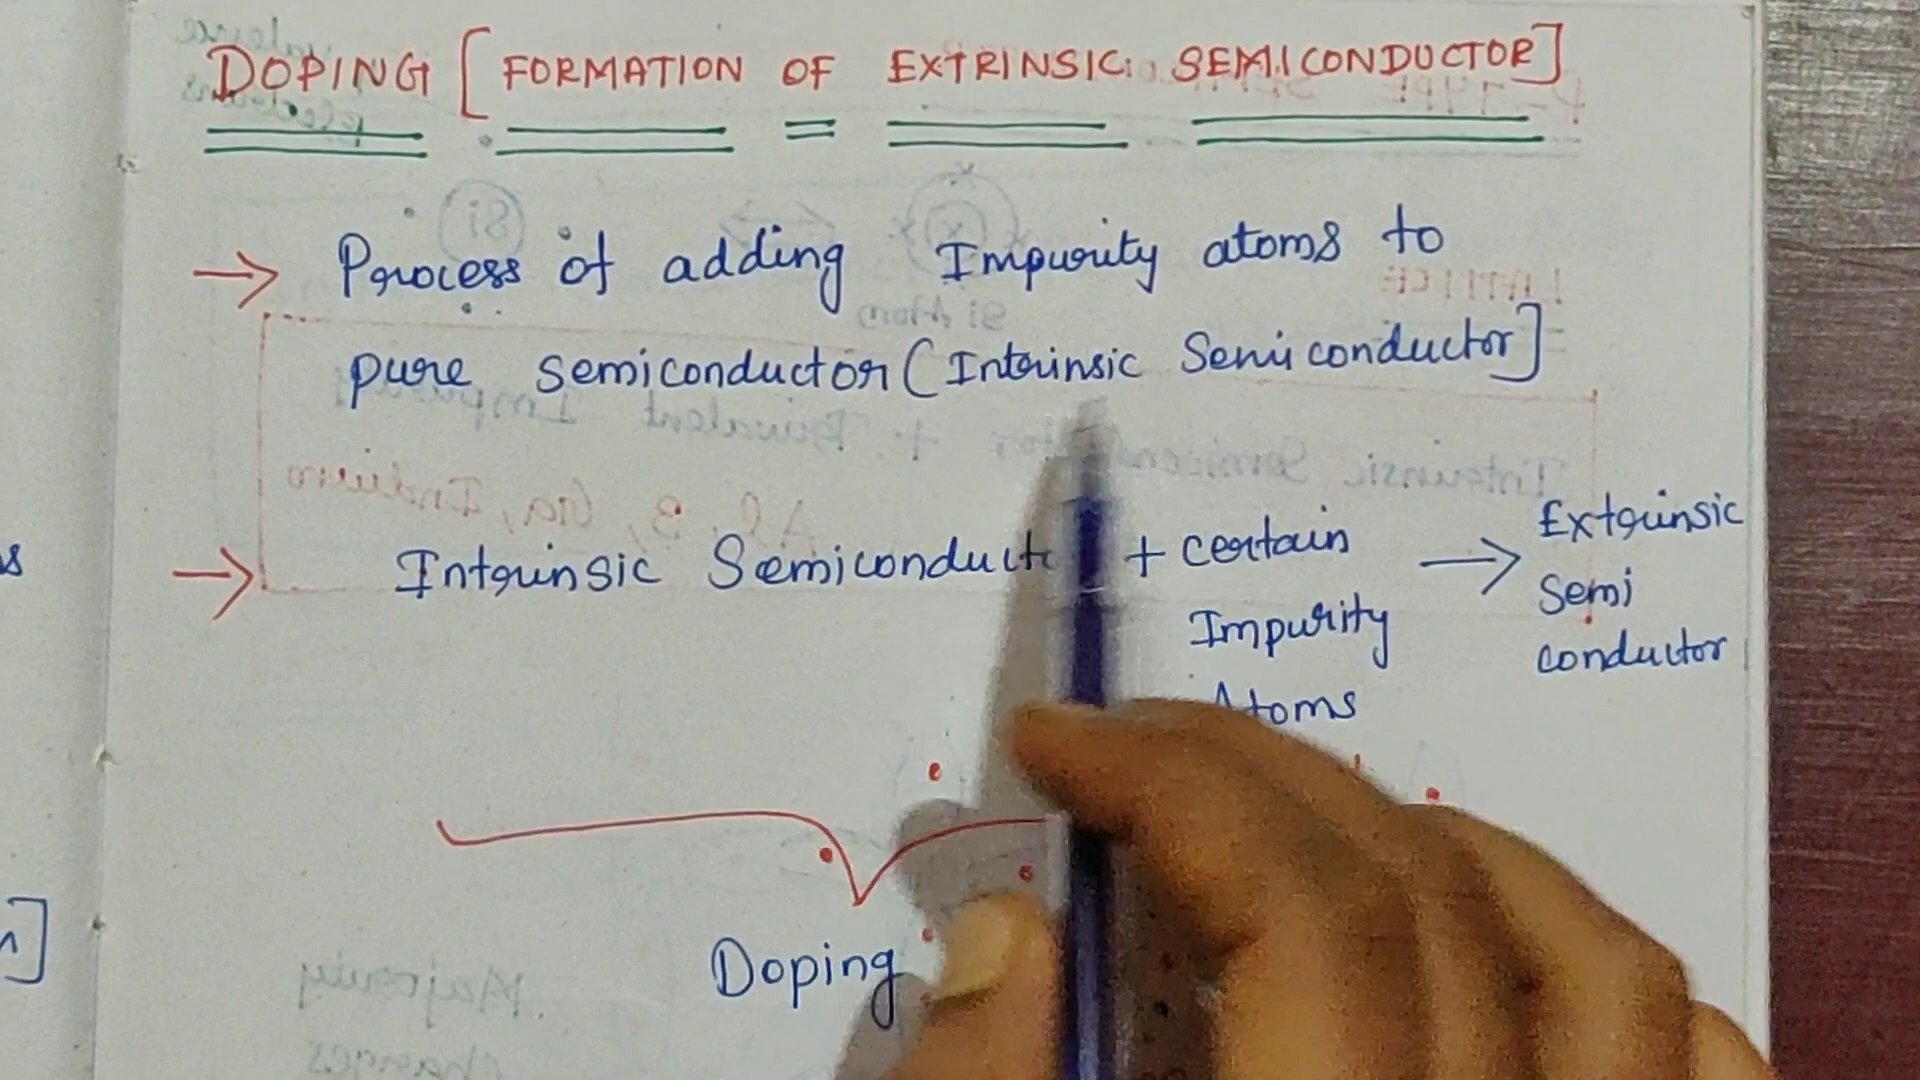 DOPING [FORMATION OF EXTRINSIC SEMICONDUCTOR]
→ Process of adding Impurity atoms to
pure semiconductor (Intrinsic Semiconductor]
→ Intrinsic Semiconduct + certain Impurity Atoms → Extrinsic Semi conductor
Doping